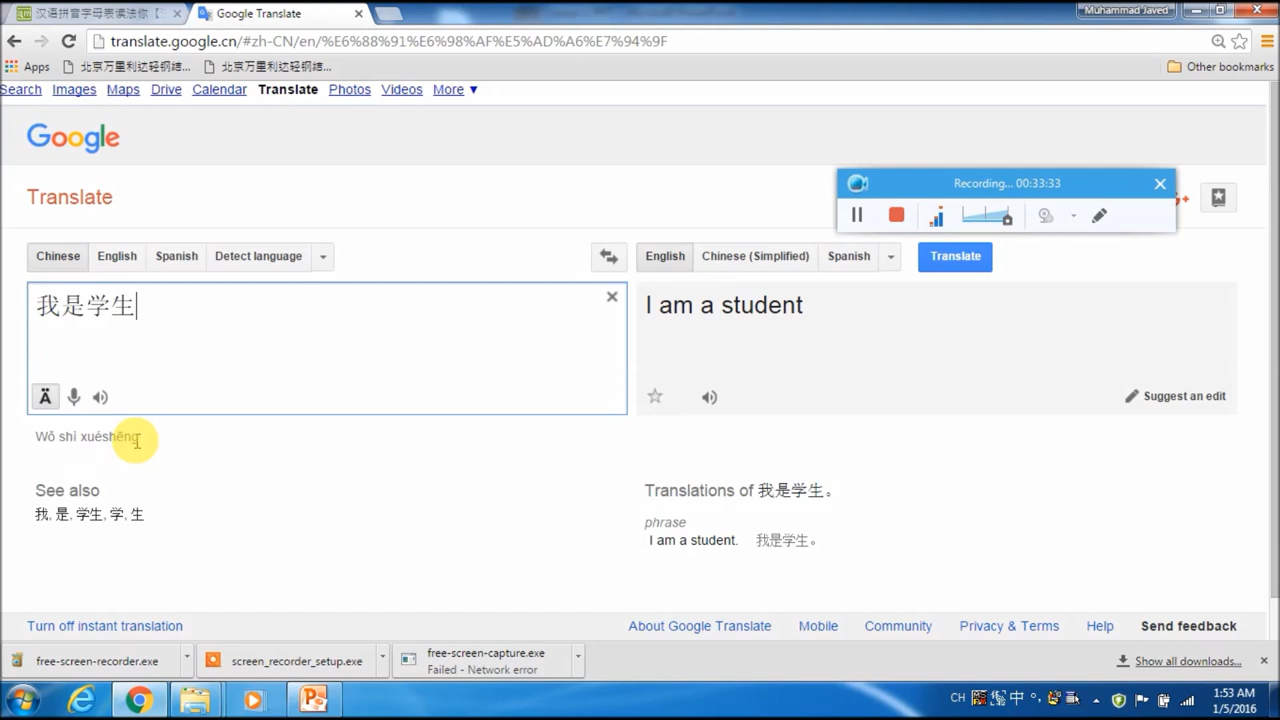 汉语拼音字母表读法你【
Google Translate
Muhammad Javed
translate.google.cn/#zh-CN/en/%E6%88%91%E6%98%AF%E5%AD%A6%E7%94%9F
Apps 北京万里利达轻钢结... 北京万里利达轻钢结... Other bookmarks
Search Images Maps Drive Calendar Translate Photos Videos More
Google
Translate
Recording... 00:33:33
Chinese English Spanish Detect language
English Chinese (Simplified) Spanish Translate
我是学生
I am a student
Ä
Suggest an edit
Wǒ shì xuéshēng
See also
我, 是, 学生, 学, 生
Translations of 我是学生。
phrase
I am a student. 我是学生。
Turn off instant translation
About Google Translate Mobile Community Privacy & Terms Help Send feedback
free-screen-recorder.exe
screen_recorder_setup.exe
free-screen-capture.exe
Failed - Network error
Show all downloads...
CH
中
1:53 AM
1/5/2016